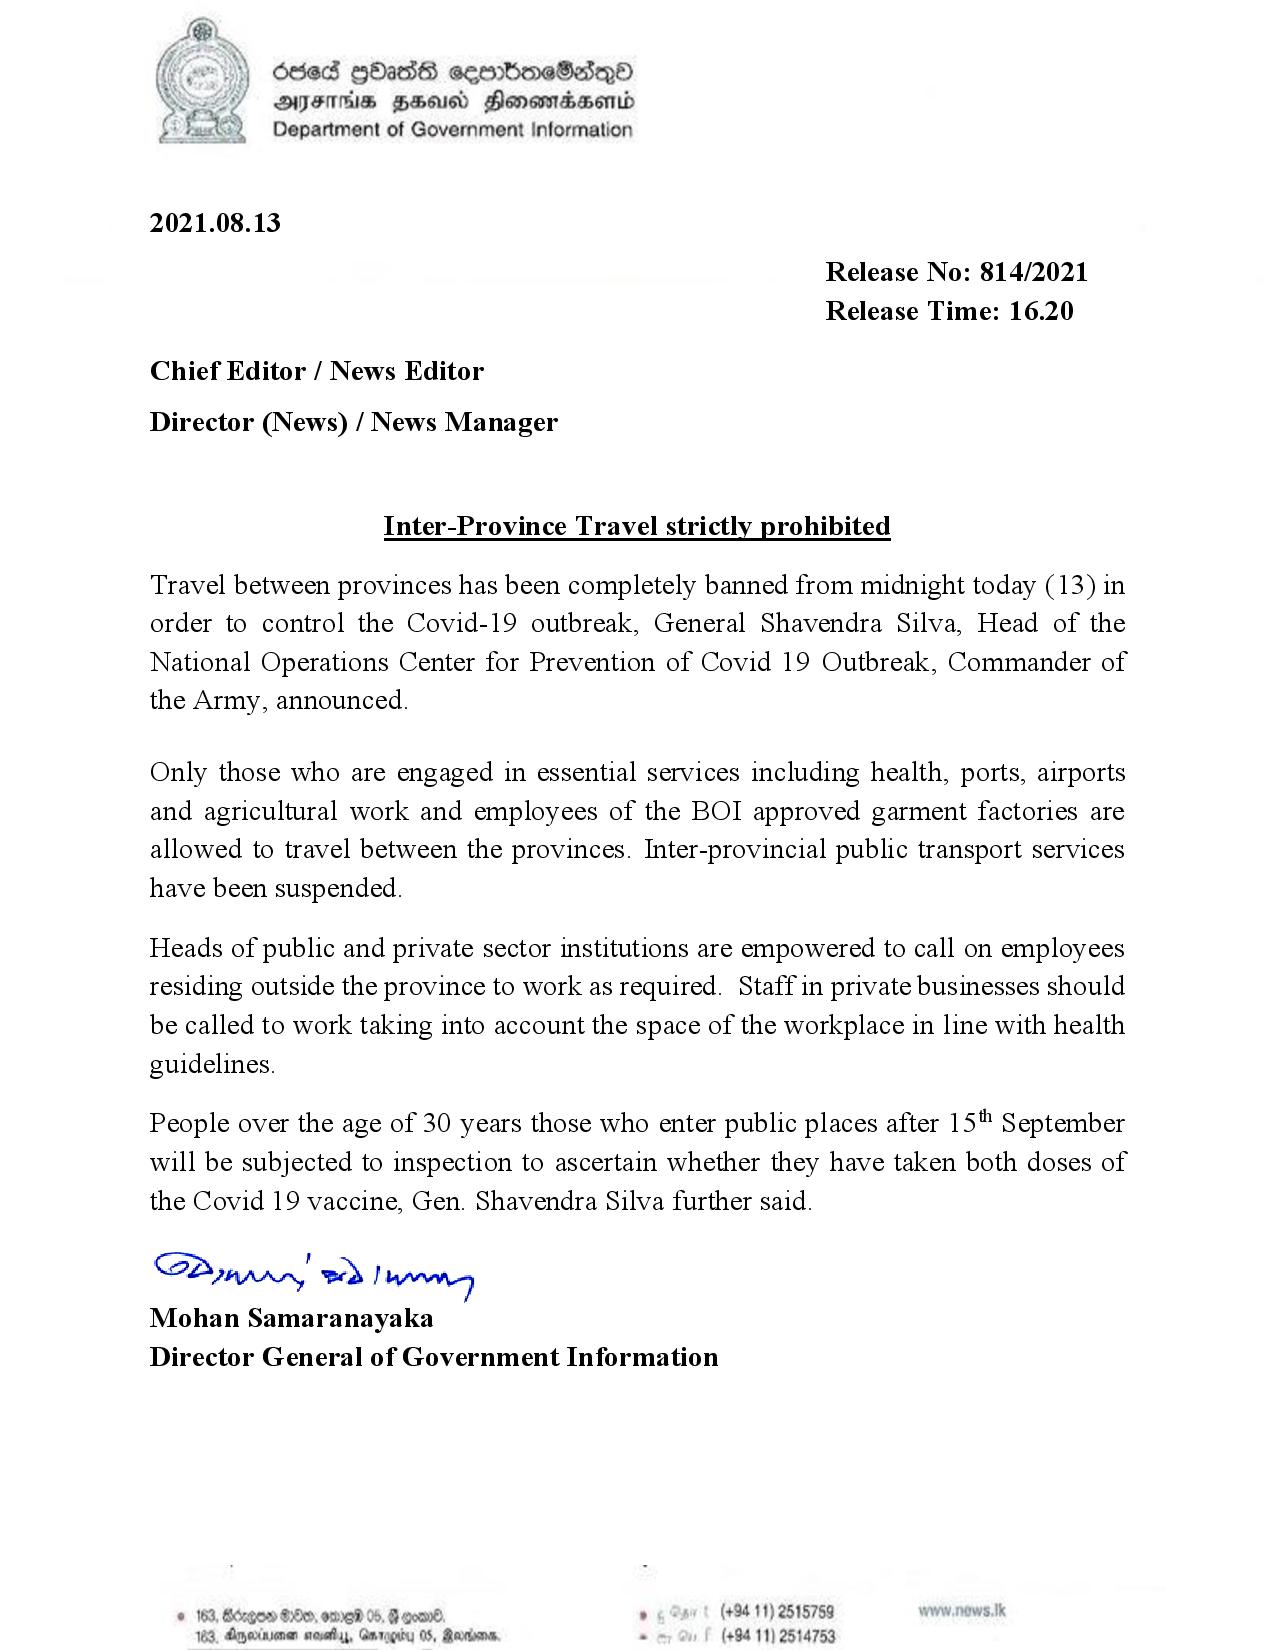 රජයේ ප්‍රවෘත්ති දෙපාර්තමේන්තුව
அரசாங்க தகவல் திணைக்களம்
Department of Government Information
2021.08.13
Release No: 814/2021
Release Time: 16.20
Chief Editor / News Editor
Director (News) / News Manager
Inter-Province Travel strictly prohibited
Travel between provinces has been completely banned from midnight today (13) in
order to control the Covid-19 outbreak, General Shavendra Silva, Head of the
National Operations Center for Prevention of Covid 19 Outbreak, Commander of
the Army, announced.
Only those who are engaged in essential services including health, ports, airports
and agricultural work and employees of the BOI approved garment factories are
allowed to travel between the provinces. Inter-provincial public transport services
have been suspended.
Heads of public and private sector institutions are empowered to call on employees
residing outside the province to work as required. Staff in private businesses should
be called to work taking into account the space of the workplace in line with health
guidelines.
People over the age of 30 years those who enter public places after 15th September
will be subjected to inspection to ascertain whether they have taken both doses of
the Covid 19 vaccine, Gen. Shavendra Silva further said.
Mohan Samaranayaka
Director General of Government Information
163, කිරුලපන මාවත, කොළඹ 05, ශ්‍රී ලංකාව.
163, கிருலப்பனை எவனியூ, கொழும்பு 05, இலங்கை.
(+94 11) 2515759
(+94 11) 2514753
www.news.lk